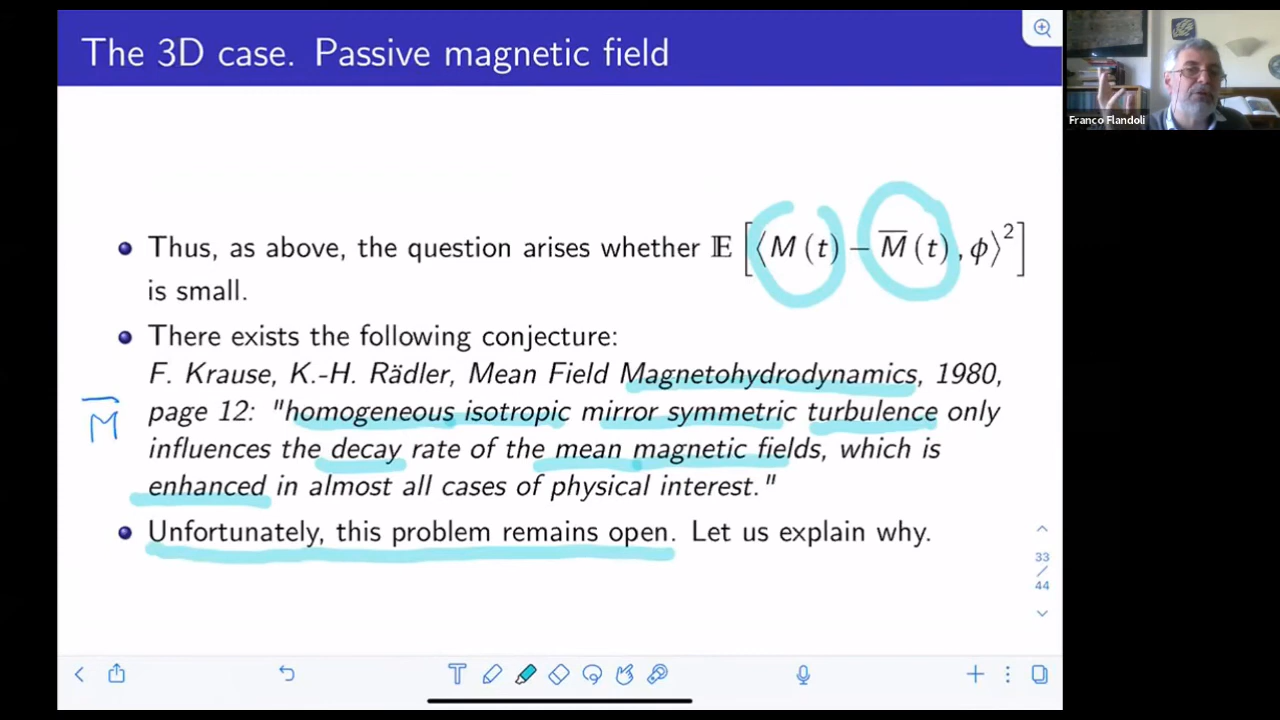 The 3D case. Passive magnetic field
Franco Flandoli
Thus, as above, the question arises whether 𝔼 [⟨M (t) − M̅ (t) , ϕ⟩²]
is small.
There exists the following conjecture:
F. Krause, K.-H. Rädler, Mean Field Magnetohydrodynamics, 1980,
page 12: "homogeneous isotropic mirror symmetric turbulence only
M̅
influences the decay rate of the mean magnetic fields, which is
enhanced in almost all cases of physical interest."
Unfortunately, this problem remains open. Let us explain why.
33
/
44